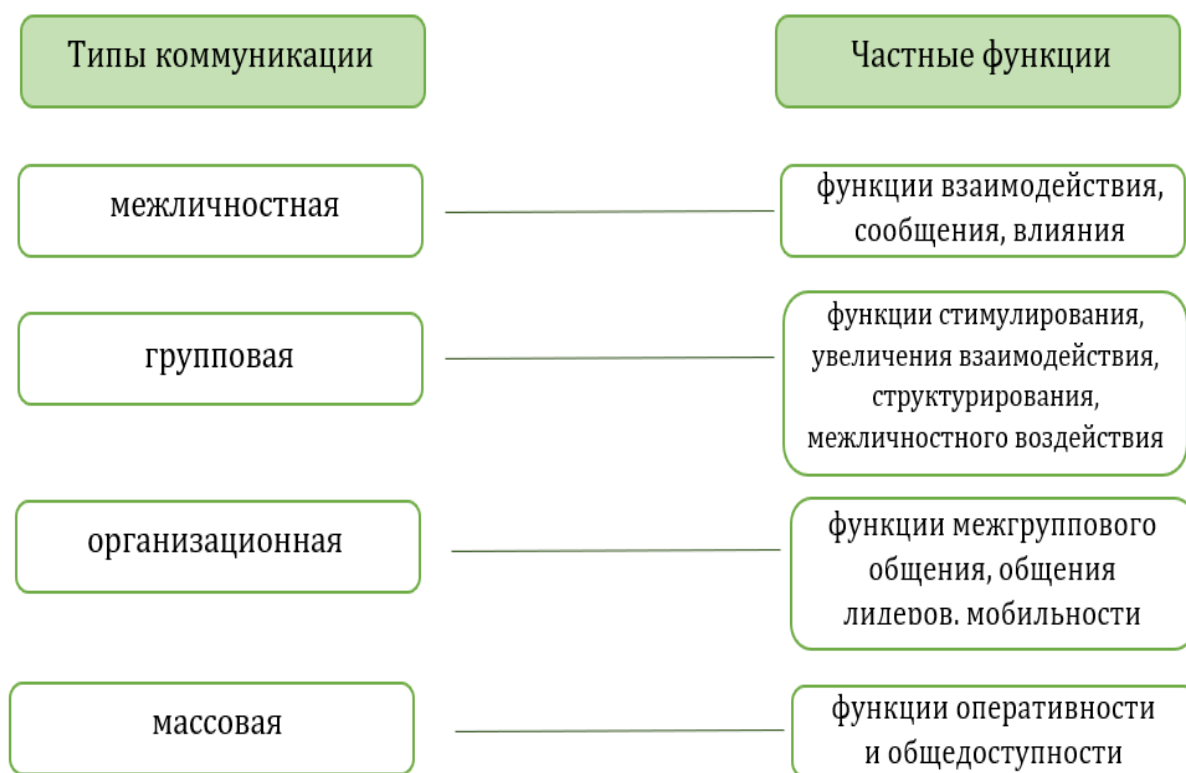 Типы коммуникации
Частные функции
межличностная
функции взаимодействия,
сообщения, влияния
групповая
функции стимулирования,
увеличения взаимодействия,
структурирования,
межличностного воздействия
организационная
функции межгруппового
общения, общения
лидеров, мобильности
массовая
функции оперативности
и общедоступности